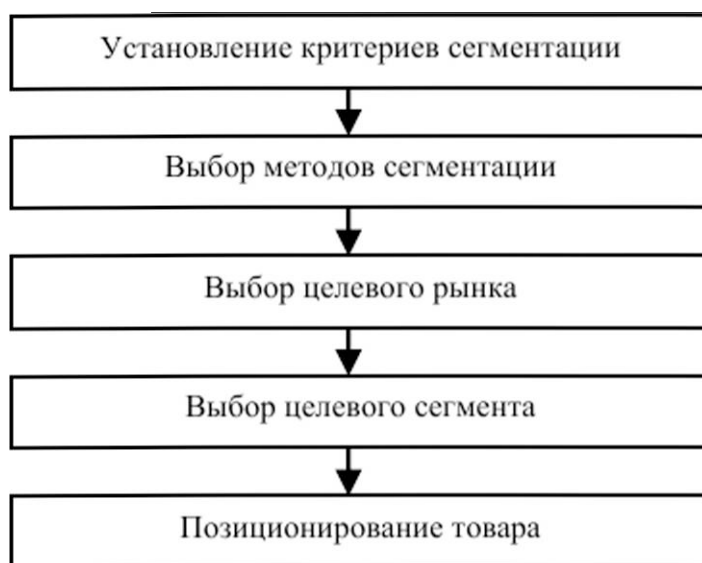 Установление критериев сегментации
Выбор методов сегментации
Выбор целевого рынка
Выбор целевого сегмента
Позиционирование товара